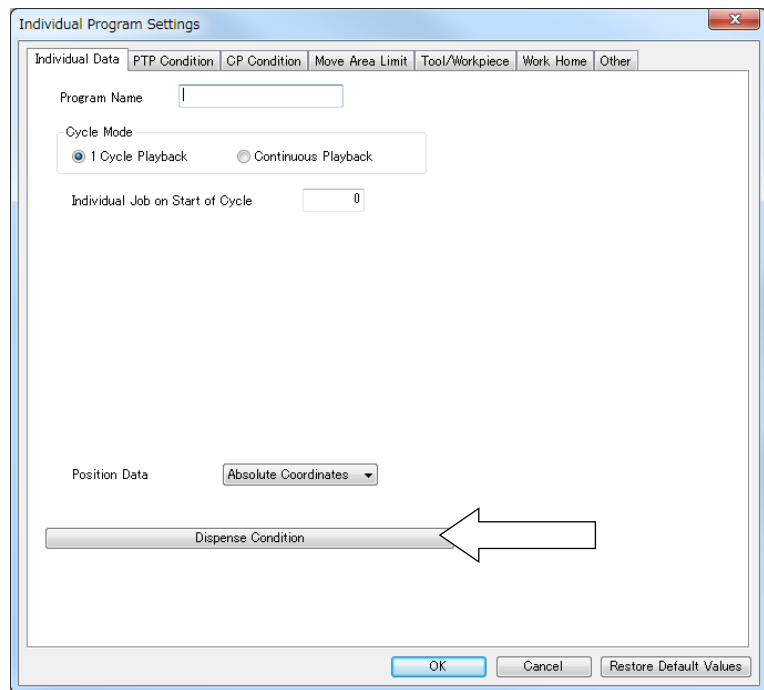 Individual Program Settings
Individual Data PTP Condition CP Condition Move Area Limit Tool/Workpiece Work Home Other
Program Name
Cycle Mode
1 Cycle Playback Continuous Playback
Individual Job on Start of Cycle 0
Position Data Absolute Coordinates
Dispense Condition
OK Cancel Restore Default Values